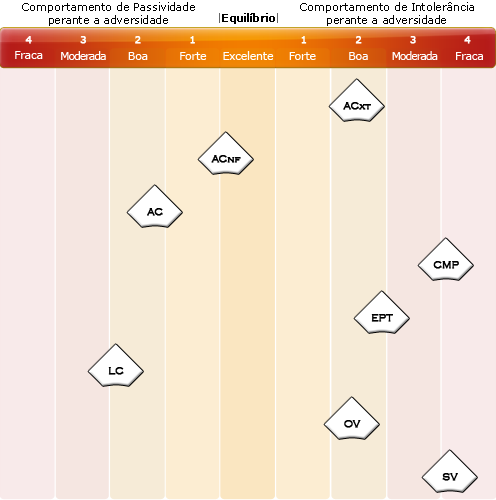 Comportamento de Passividade
perante a adversidade
|Equilíbrio|
Comportamento de Intolerância
perante a adversidade
4 3 2 1 1 2 3 4
Fraca Moderada Boa Forte Excelente Forte Boa Moderada Fraca
ACXT
ACNF
AC
CMP
EPT
LC
OV
SV